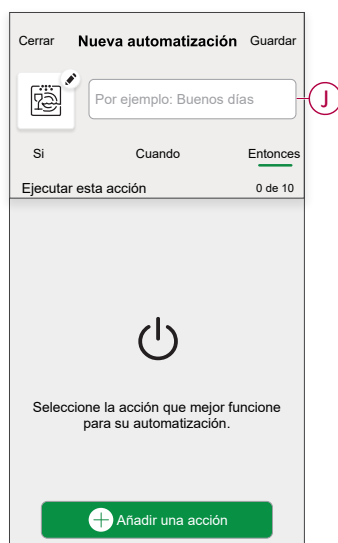 Cerrar Nueva automatización Guardar
Por ejemplo: Buenos días
J
Si Cuando Entonces
Ejecutar esta acción 0 de 10
Seleccione la acción que mejor funcione
para su automatización.
Añadir una acción